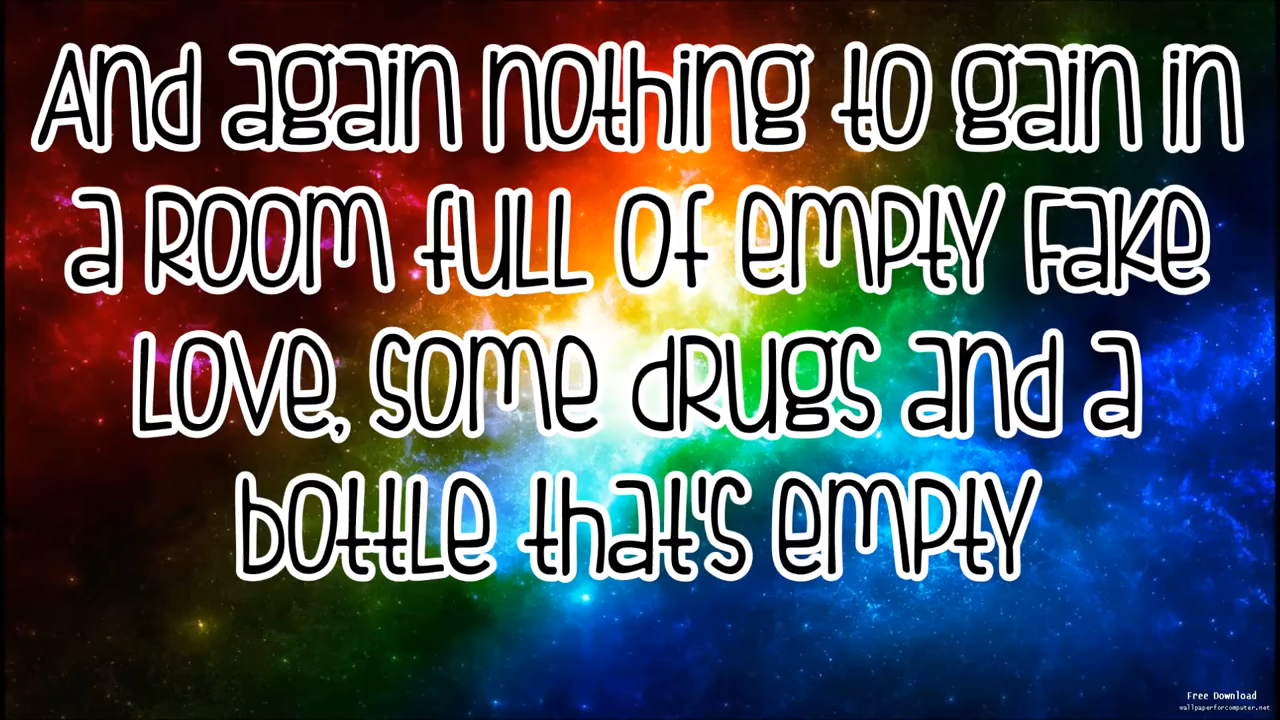 And again nothing to gain in
a room full of empty fake
love, some drugs and a
bottle that's empty
Free Download
wallpaperforcomputer.net